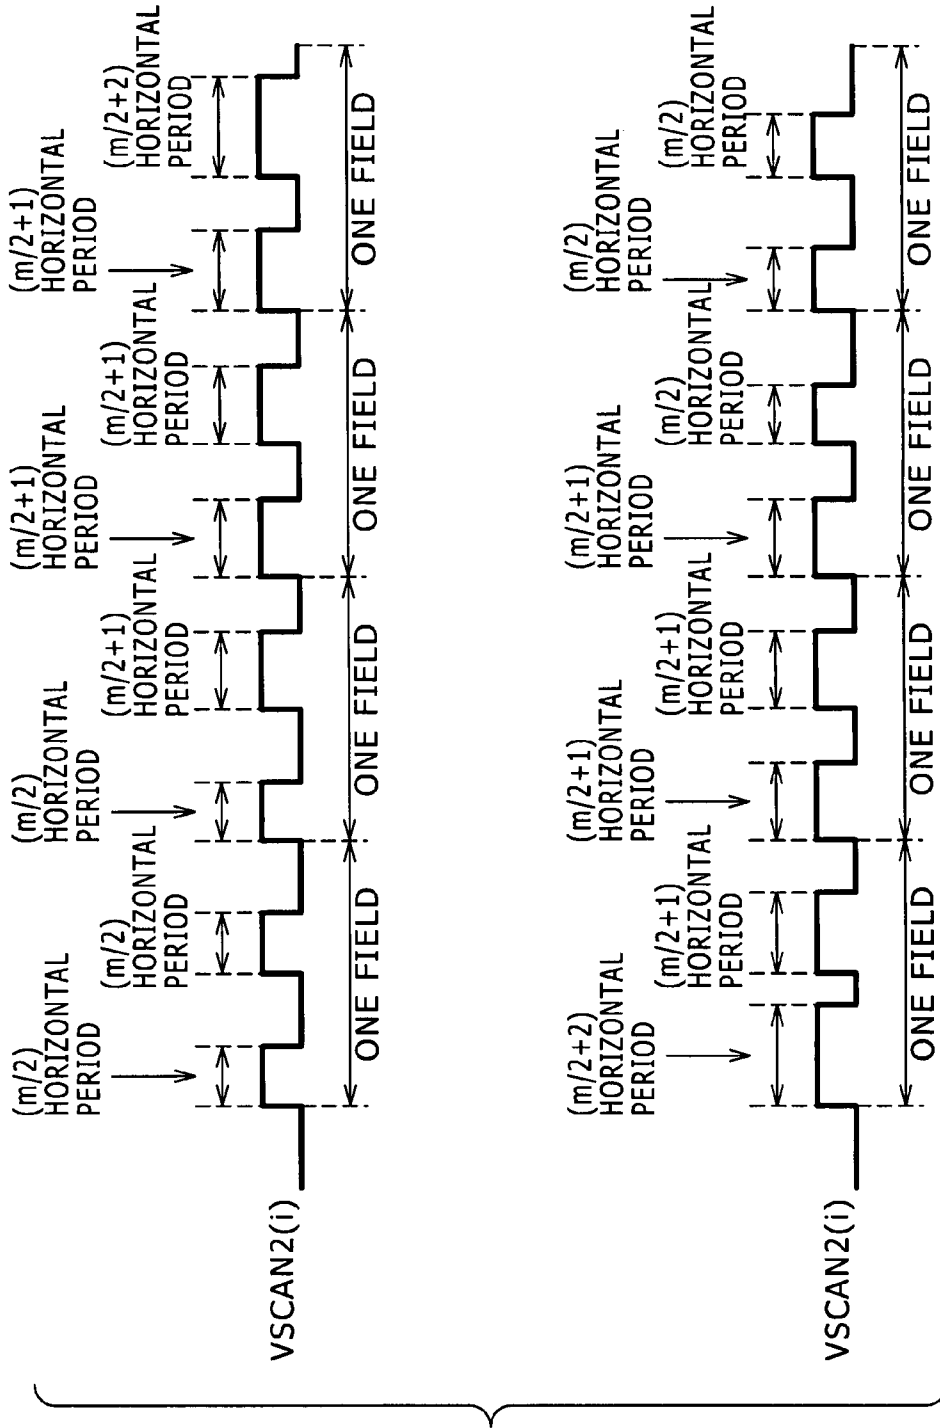 (m/2)
HORIZONTAL
PERIOD
(m/2)
HORIZONTAL
PERIOD
(m/2)
HORIZONTAL
PERIOD
(m/2+1)
HORIZONTAL
PERIOD
(m/2+1)
HORIZONTAL
PERIOD
(m/2+1)
HORIZONTAL
PERIOD
(m/2+1)
HORIZONTAL
PERIOD
(m/2+2)
HORIZONTAL
PERIOD
VSCAN2(i)
ONE FIELD
ONE FIELD
ONE FIELD
ONE FIELD
(m/2+2)
HORIZONTAL
PERIOD
(m/2+1)
HORIZONTAL
PERIOD
(m/2+1)
HORIZONTAL
PERIOD
(m/2+1)
HORIZONTAL
PERIOD
(m/2+1)
HORIZONTAL
PERIOD
(m/2)
HORIZONTAL
PERIOD
(m/2)
HORIZONTAL
PERIOD
(m/2)
HORIZONTAL
PERIOD
VSCAN2(i)
ONE FIELD
ONE FIELD
ONE FIELD
ONE FIELD